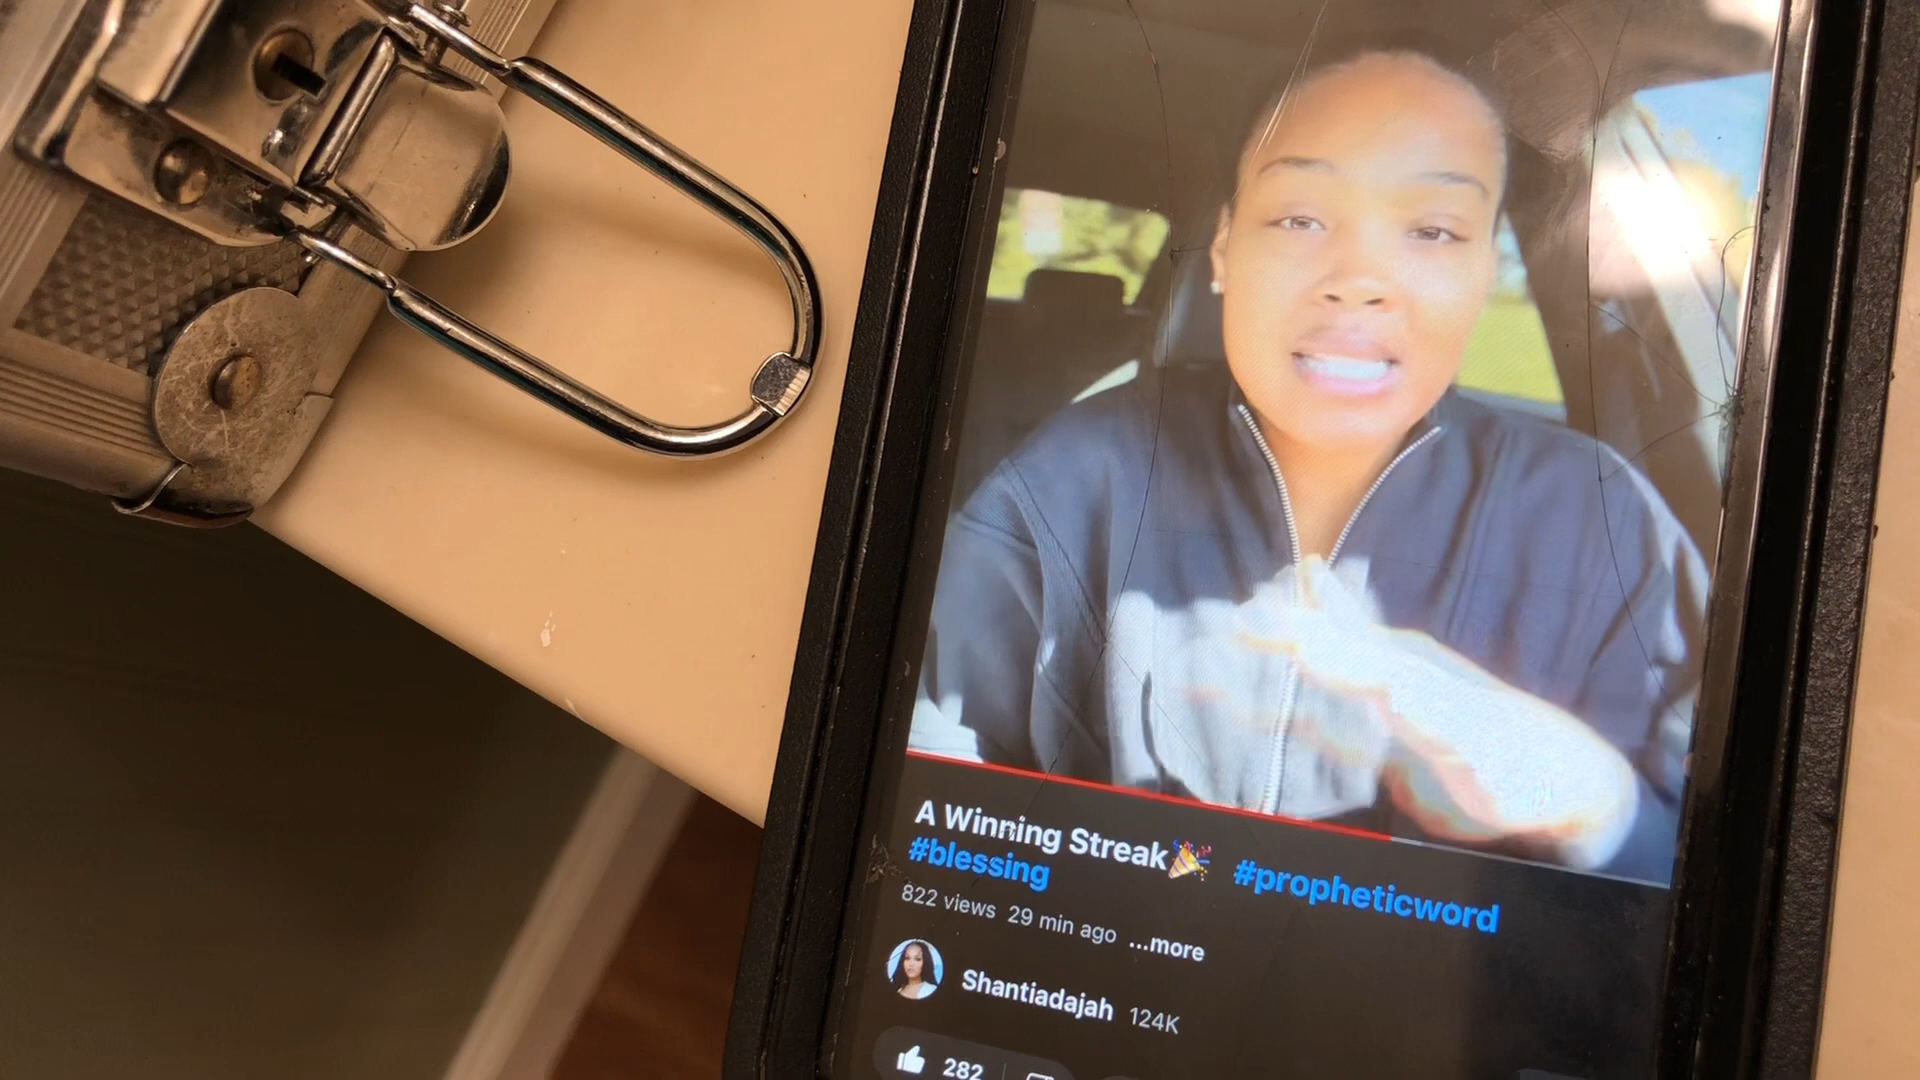 A Winning Streak🎉 #propheticword
#blessing
822 views 29 min ago ...more
Shantiadajah 124K
282